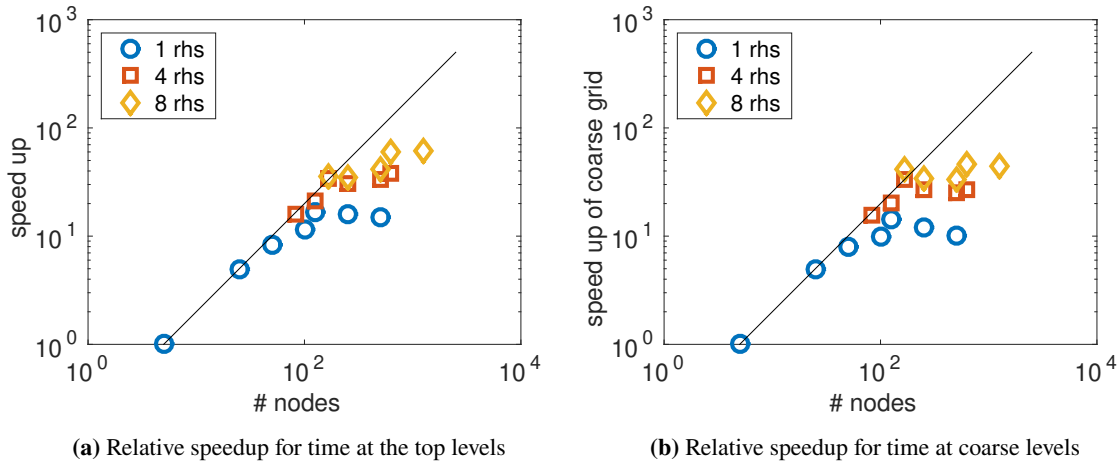 10^3
10^2
10^1
10^0
speed up
1 rhs
4 rhs
8 rhs
10^0
10^2
10^4
# nodes
(a) Relative speedup for time at the top levels
10^3
10^2
10^1
10^0
speed up of coarse grid
1 rhs
4 rhs
8 rhs
10^0
10^2
10^4
# nodes
(b) Relative speedup for time at coarse levels